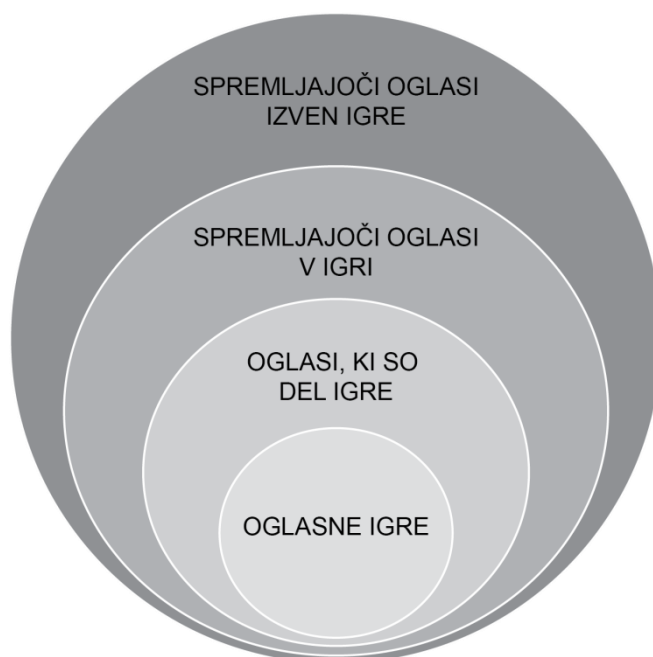 SPREMLJAJOČI OGLASI
IZVEN IGRE
SPREMLJAJOČI OGLASI
V IGRI
OGLASI, KI SO
DEL IGRE
OGLASNE IGRE